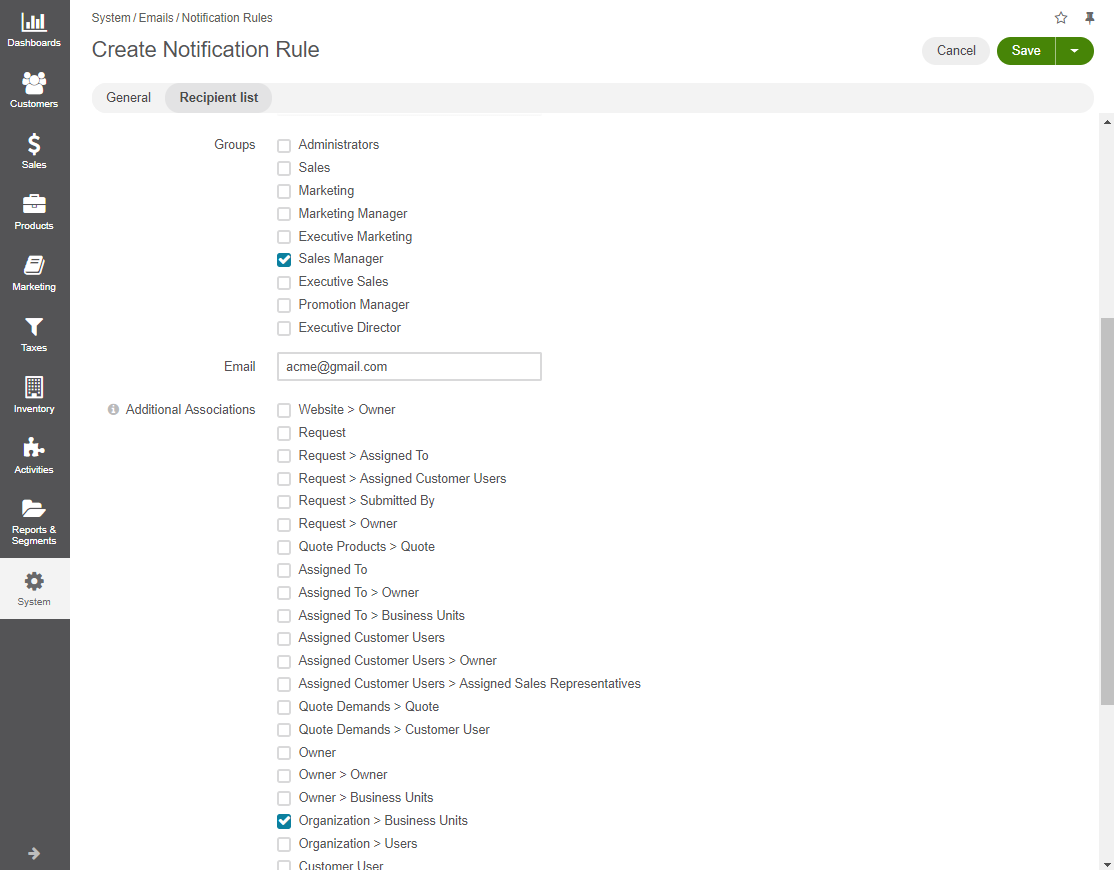 Dashboards
Customers
Sales
Products
Marketing
Taxes
Inventory
Activities
Reports &
Segments
System
System / Emails / Notification Rules
Create Notification Rule
Cancel
Save
General
Recipient list
Groups
Administrators
Sales
Marketing
Marketing Manager
Executive Marketing
Sales Manager
Executive Sales
Promotion Manager
Executive Director
Email
acme@gmail.com
Additional Associations
Website > Owner
Request
Request > Assigned To
Request > Assigned Customer Users
Request > Submitted By
Request > Owner
Quote Products > Quote
Assigned To
Assigned To > Owner
Assigned To > Business Units
Assigned Customer Users
Assigned Customer Users > Owner
Assigned Customer Users > Assigned Sales Representatives
Quote Demands > Quote
Quote Demands > Customer User
Owner
Owner > Owner
Owner > Business Units
Organization > Business Units
Organization > Users
Customer User